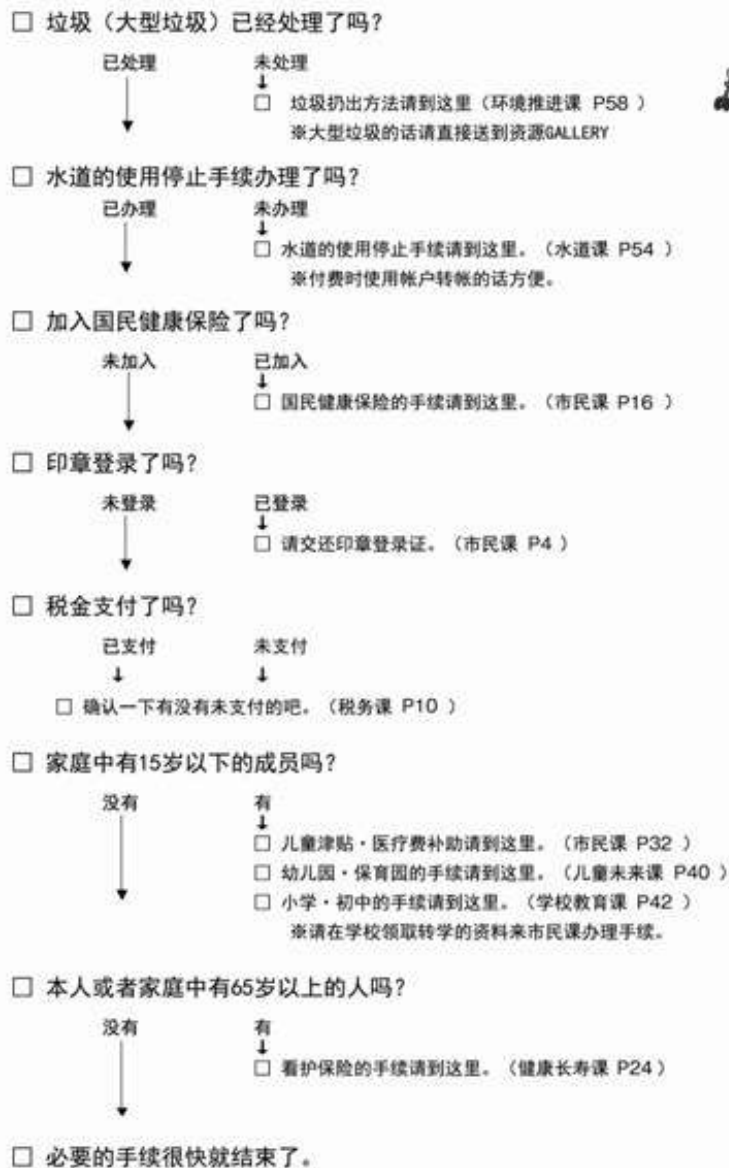 □ 垃圾（大型垃圾）已经处理了吗？
已处理 未处理
↓ ↓
□ 垃圾扔出方法请到这里（环境推进课 P58 ）
※大型垃圾的话请直接送到资源GALLERY
□ 水道的使用停止手续办理了吗？
已办理 未办理
↓ ↓
□ 水道的使用停止手续请到这里。（水道课 P54 ）
※付费时使用帐户转帐的话方便。
□ 加入国民健康保险了吗？
未加入 已加入
↓ ↓
□ 国民健康保险的手续请到这里。（市民课 P16 ）
□ 印章登录了吗？
未登录 已登录
↓ ↓
□ 请交还印章登录证。（市民课 P4 ）
□ 税金支付了吗？
已支付 未支付
↓ ↓
□ 确认一下有没有未支付的吧。（税务课 P10 ）
□ 家庭中有15岁以下的成员吗？
没有 有
↓ ↓
□ 儿童津贴・医疗费补助请到这里。（市民课 P32 ）
□ 幼儿园・保育园的手续请到这里。（儿童未来课 P40 ）
□ 小学・初中的手续请到这里。（学校教育课 P42 ）
※请在学校领取转学的资料来市民课办理手续。
□ 本人或者家庭中有65岁以上的人吗？
没有 有
↓ ↓
□ 看护保险的手续请到这里。（健康长寿课 P24 ）
□ 必要的手续很快就结束了。